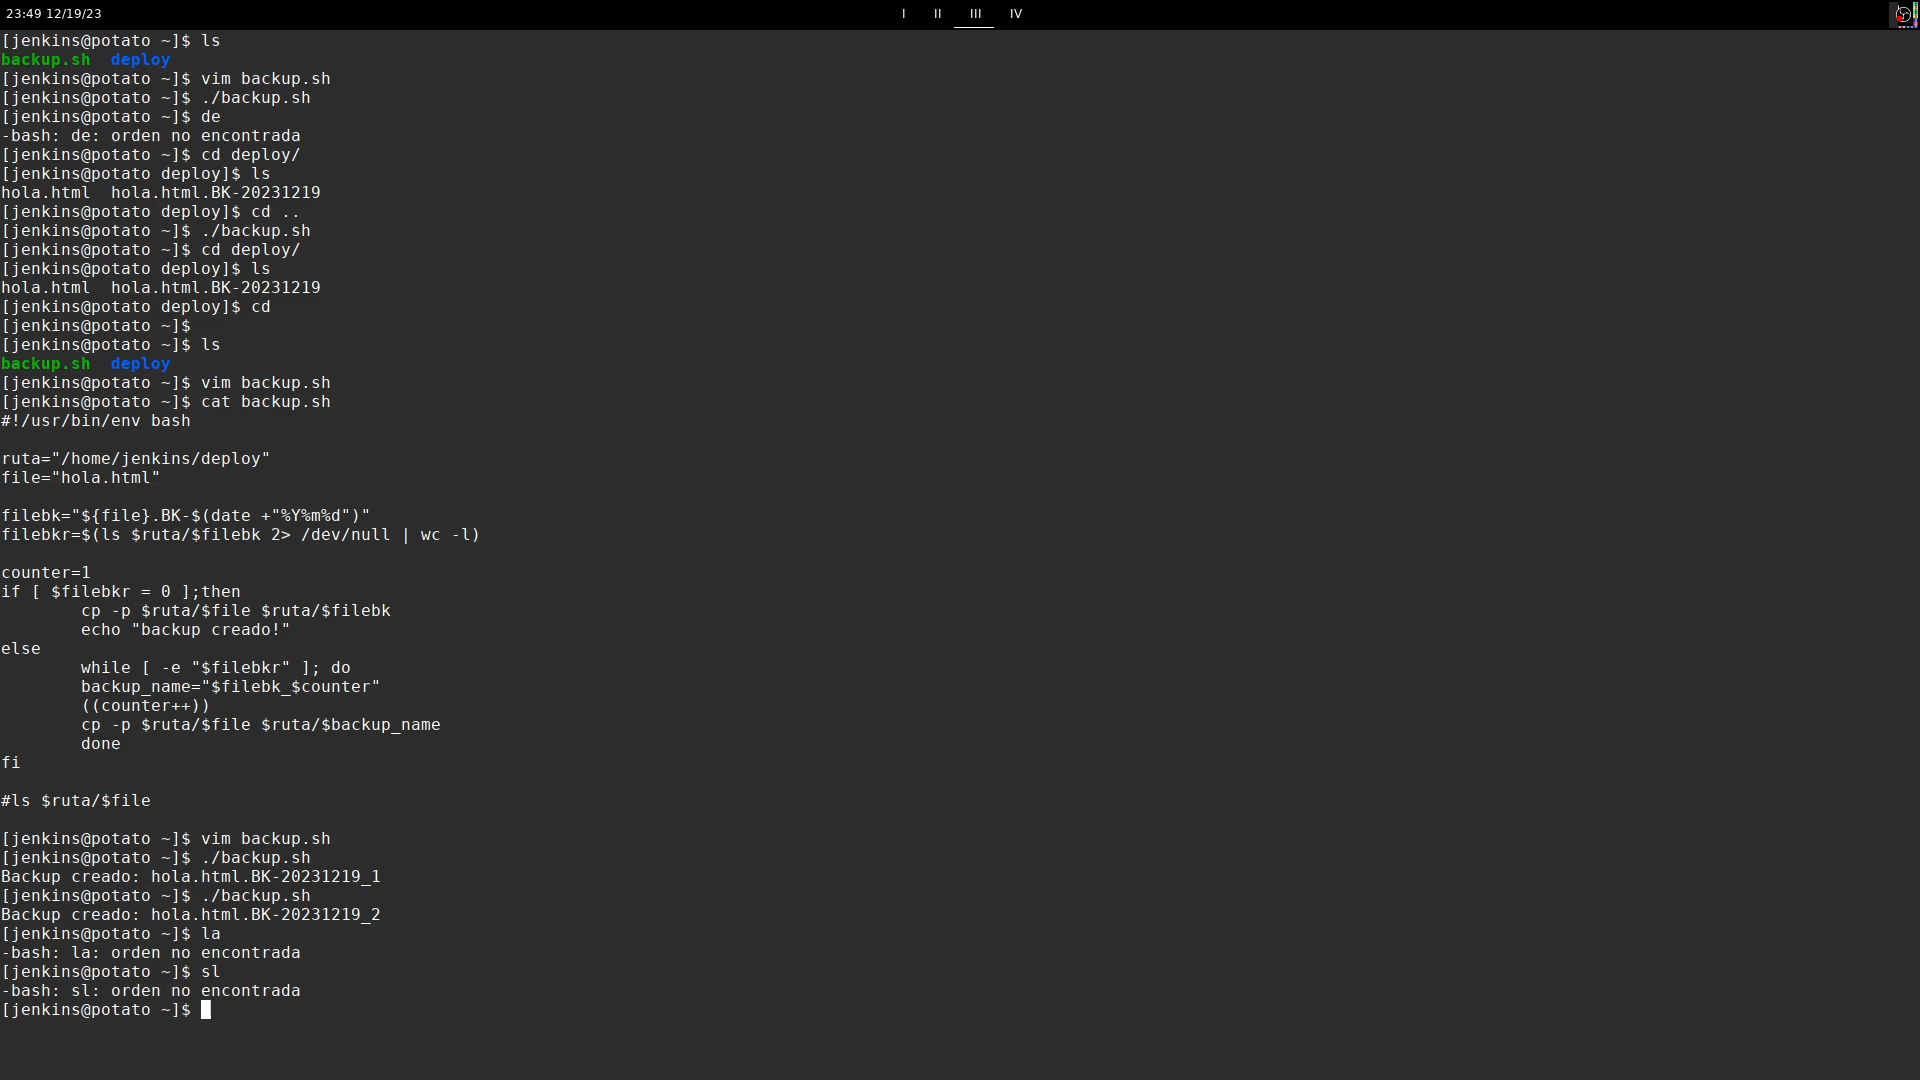 23:49 12/19/23 I II III IV
[jenkins@potato ~]$ ls
backup.sh  deploy
[jenkins@potato ~]$ vim backup.sh
[jenkins@potato ~]$ ./backup.sh
[jenkins@potato ~]$ de
-bash: de: orden no encontrada
[jenkins@potato ~]$ cd deploy/
[jenkins@potato deploy]$ ls
hola.html  hola.html.BK-20231219
[jenkins@potato deploy]$ cd ..
[jenkins@potato ~]$ ./backup.sh
[jenkins@potato ~]$ cd deploy/
[jenkins@potato deploy]$ ls
hola.html  hola.html.BK-20231219
[jenkins@potato deploy]$ cd
[jenkins@potato ~]$
[jenkins@potato ~]$ ls
backup.sh  deploy
[jenkins@potato ~]$ vim backup.sh
[jenkins@potato ~]$ cat backup.sh
#!/usr/bin/env bash

ruta="/home/jenkins/deploy"
file="hola.html"

filebk="${file}.BK-$(date +"%Y%m%d")"
filebkr=$(ls $ruta/$filebk 2> /dev/null | wc -l)

counter=1
if [ $filebkr = 0 ];then
        cp -p $ruta/$file $ruta/$filebk
        echo "backup creado!"
else
        while [ -e "$filebkr" ]; do
        backup_name="$filebk_$counter"
        ((counter++))
        cp -p $ruta/$file $ruta/$backup_name
        done
fi

#ls $ruta/$file

[jenkins@potato ~]$ vim backup.sh
[jenkins@potato ~]$ ./backup.sh
Backup creado: hola.html.BK-20231219_1
[jenkins@potato ~]$ ./backup.sh
Backup creado: hola.html.BK-20231219_2
[jenkins@potato ~]$ la
-bash: la: orden no encontrada
[jenkins@potato ~]$ sl
-bash: sl: orden no encontrada
[jenkins@potato ~]$